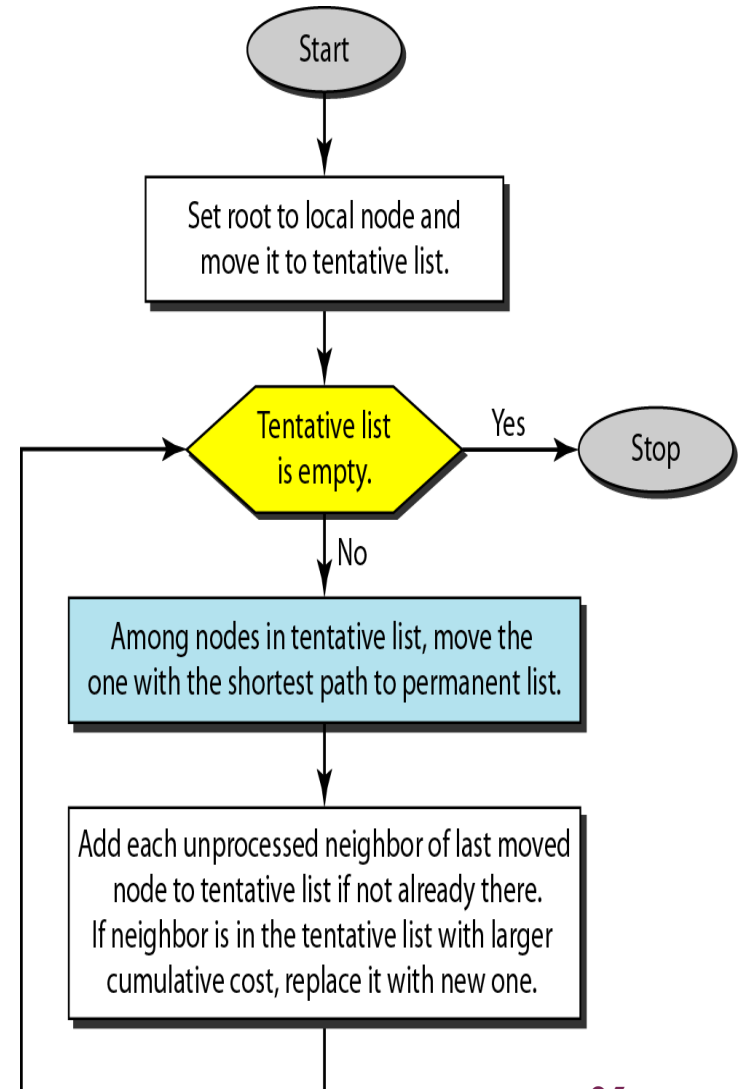 Start
Set root to local node and
move it to tentative list.
Tentative list
is empty.
Yes
Stop
No
Among nodes in tentative list, move the
one with the shortest path to permanent list.
Add each unprocessed neighbor of last moved
node to tentative list if not already there.
If neighbor is in the tentative list with larger
cumulative cost, replace it with new one.